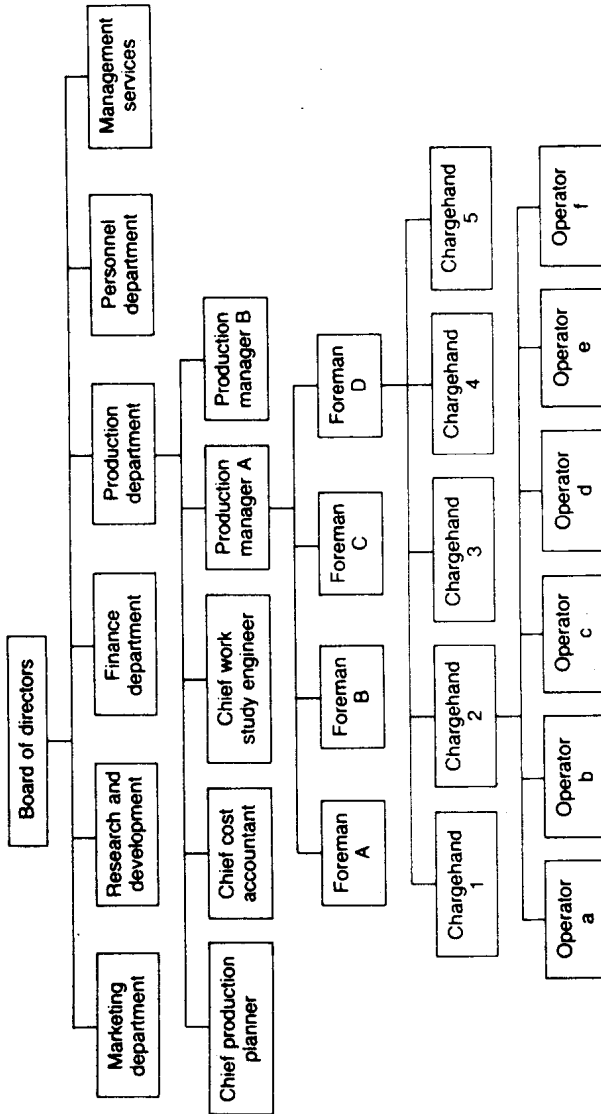 Board of directors
Marketing
department
Research and
development
Finance
department
Production
department
Personnel
department
Management
services
Chief production
planner
Chief cost
accountant
Chief work
study engineer
Production
manager A
Production
manager B
Foreman
A
Foreman
B
Foreman
C
Foreman
D
Chargehand
1
Chargehand
2
Chargehand
3
Chargehand
4
Chargehand
5
Operator
a
Operator
b
Operator
c
Operator
d
Operator
e
Operator
f